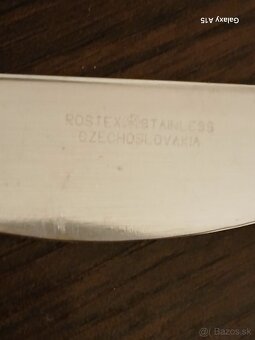 Galaxy A15
ROSTEX STAINLESS
CZECHOSLOVAKIA
© Bazos.sk